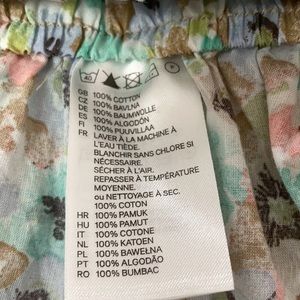 40
GB 100% COTTON
CZ 100% BAVLNA
DE 100% BAUMWOLLE
ES 100% ALGODÓN
FI 100% PUUVILLAA
FR LAVER À LA MACHINE À
L'EAU TIÈDE.
BLANCHIR SANS CHLORE SI
NÉCESSAIRE.
SÉCHER À L'AIR.
REPASSER À TEMPÉRATURE
MOYENNE.
ou NETTOYAGE À SEC.
100% COTON
HR 100% PAMUK
HU 100% PAMUT
IT 100% COTONE
NL 100% KATOEN
PL 100% BAWEŁNA
PT 100% ALGODÃO
RO 100% BUMBAC